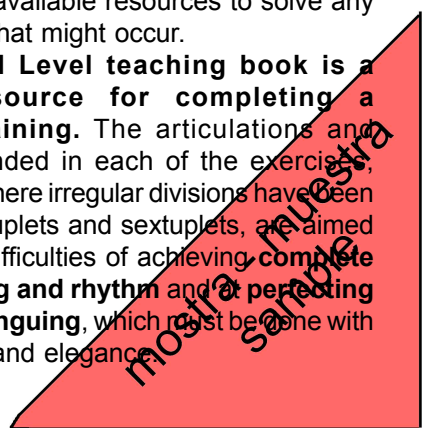 available resources to solve any
hat might occur.
l Level teaching book is a
source for completing a
ining. The articulations and
nded in each of the exercises,
here irregular divisions have been
uplets and sextuplets, are aimed
fficulties of achieving complete
g and rhythm and at perfecting
nguing, which must be done with
and elegance.
mostra - muestra
sample